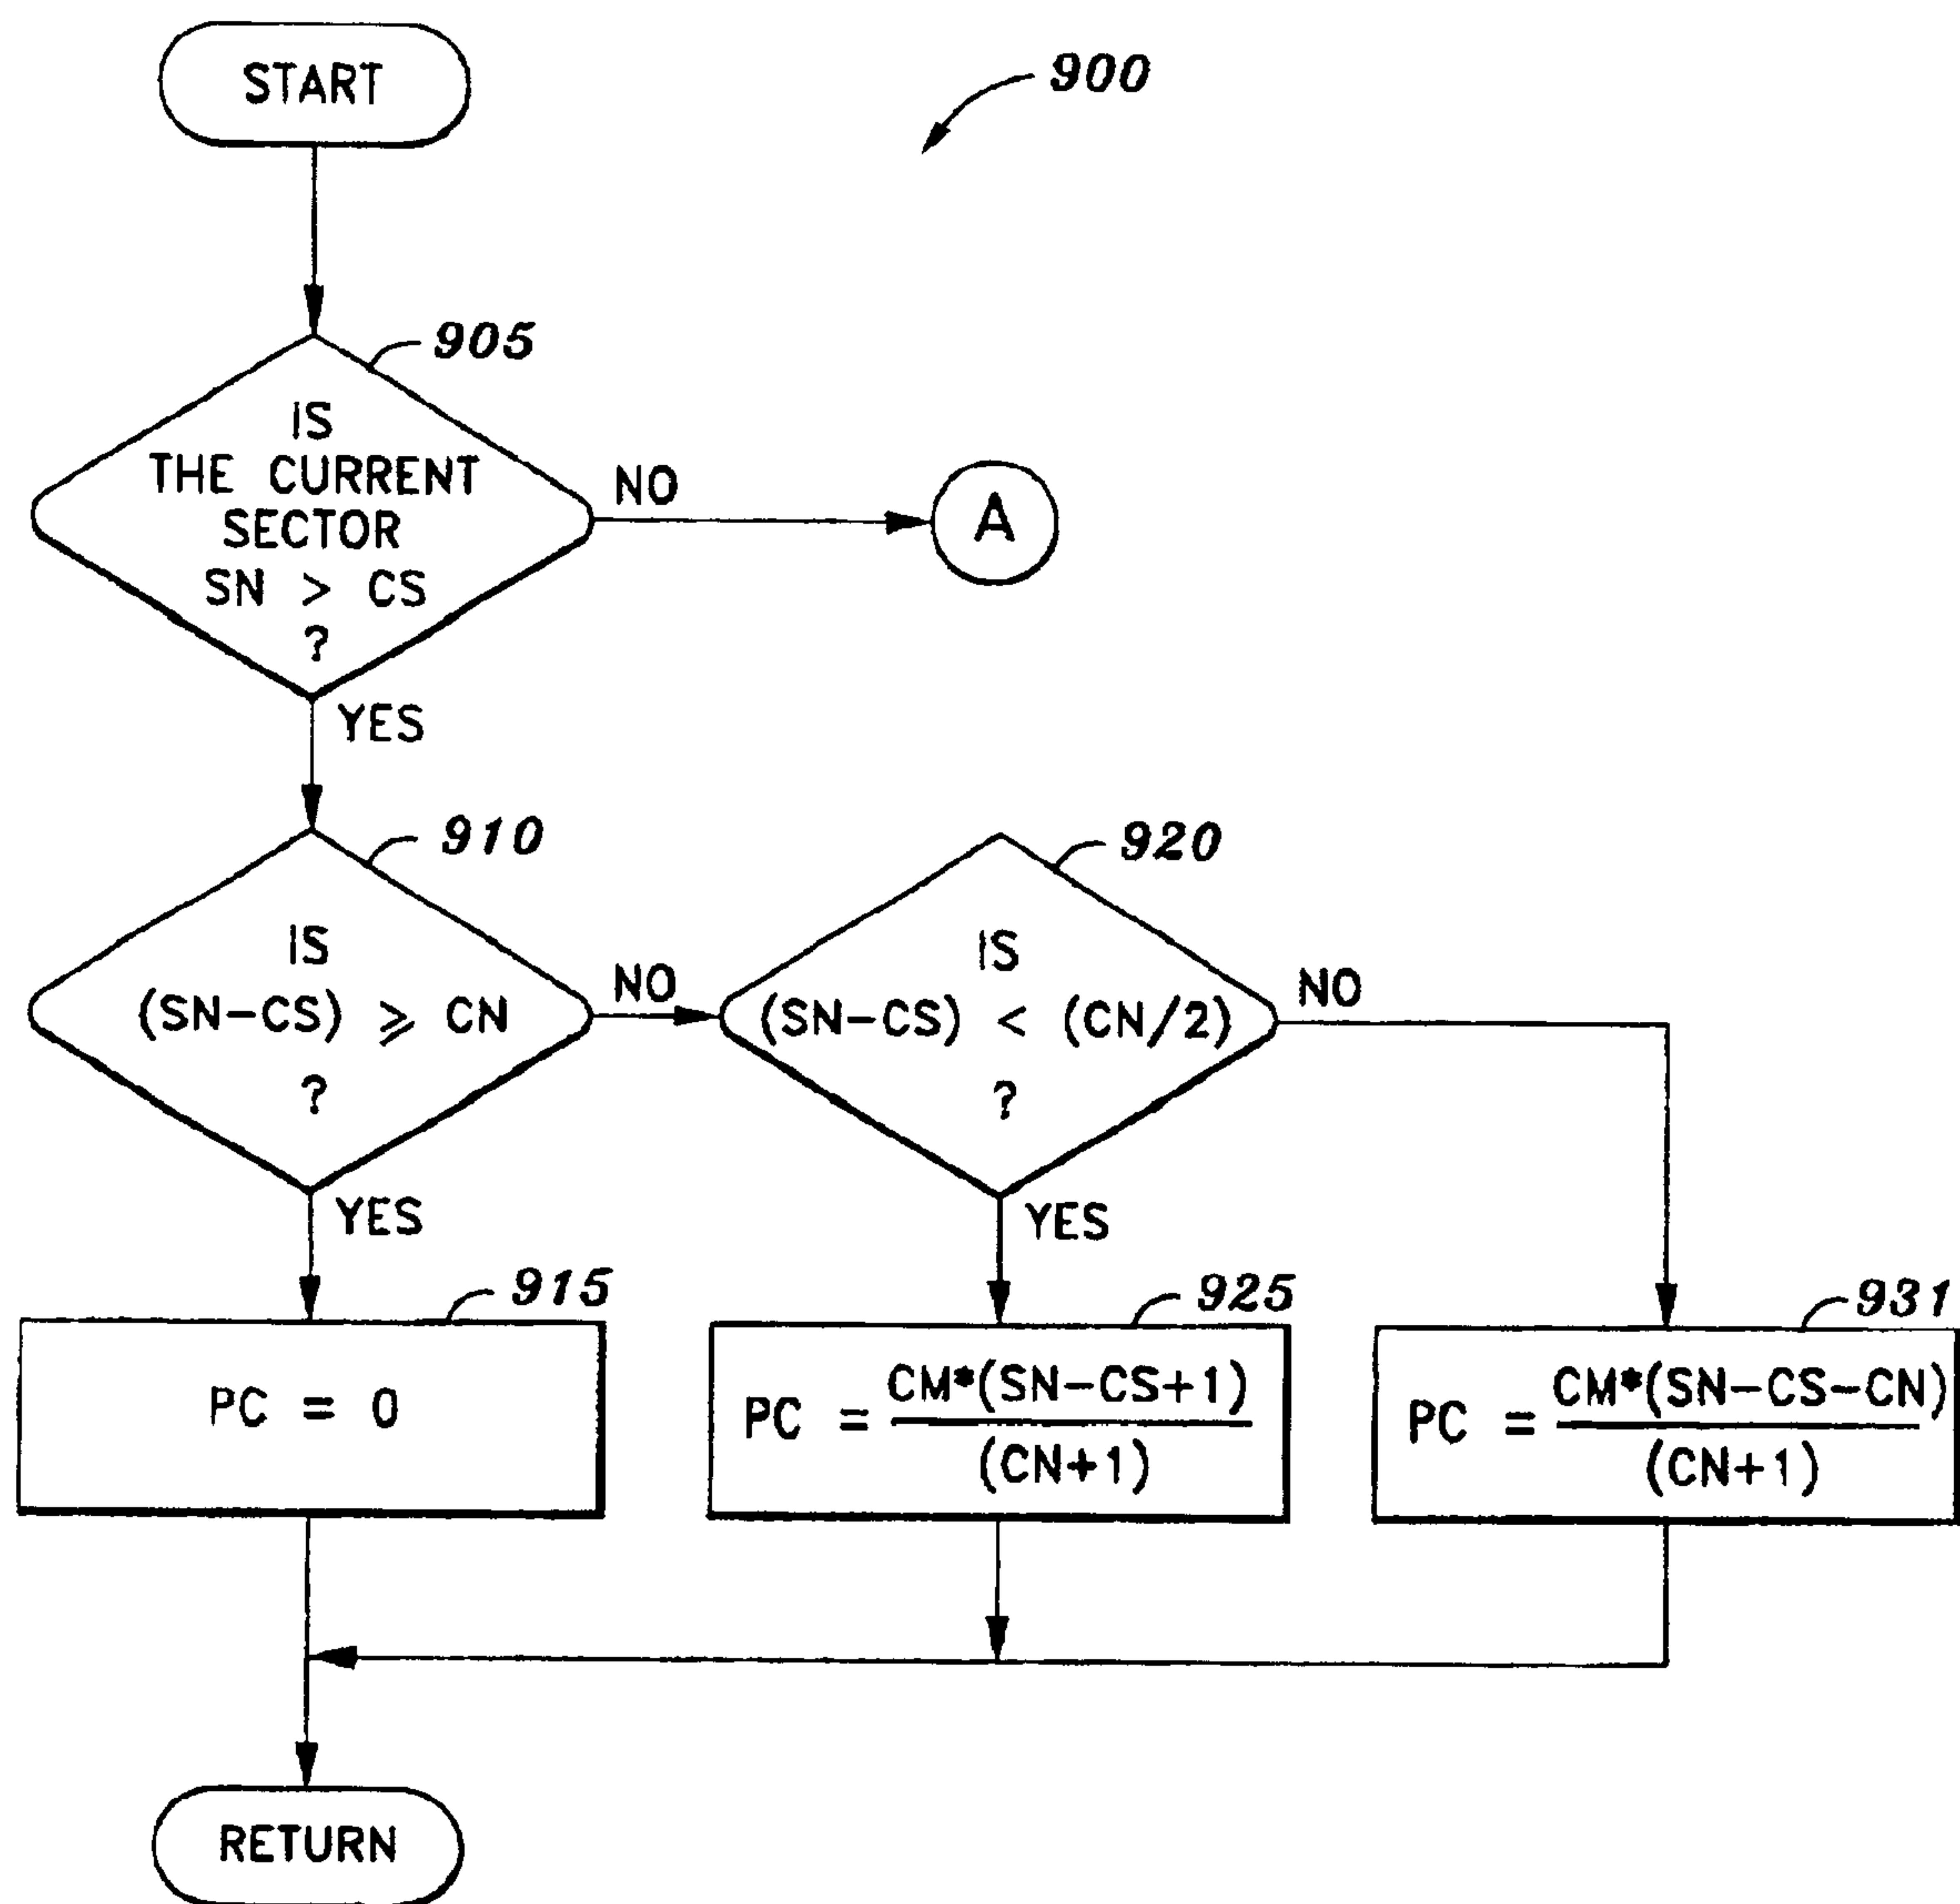 START
900
905
IS
THE CURRENT
SECTOR
SN > CS
?
NO
A
YES
910
IS
(SN-CS) ⩾ CN
?
NO
920
IS
(SN-CS) < (CN/2)
?
NO
YES
YES
915
PC = 0
925
PC = CM*(SN-CS+1)
(CN+1)
931
PC = CM*(SN-CS-CN)
(CN+1)
RETURN